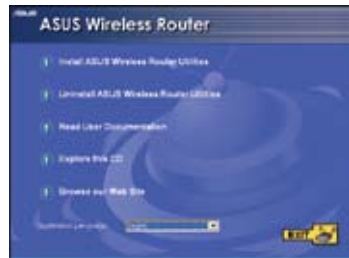 ASUS Wireless Router
Install ASUS Wireless Router Utilities
Uninstall ASUS Wireless Router Utilities
Read User Documentation
Explore this CD
Browse our Web Site
English
EXIT